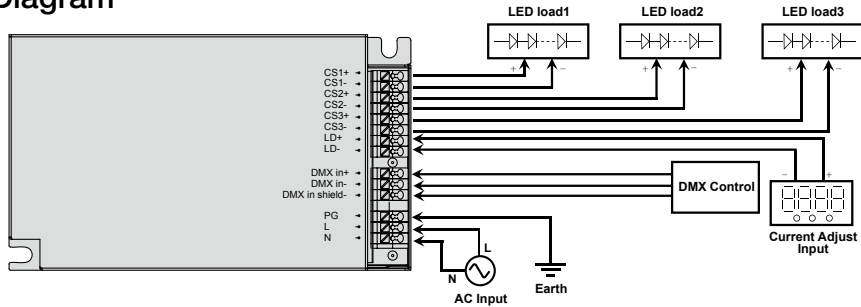 Diagram
LED load1
LED load2
LED load3
+ −
+ −
+ −
CS1+
CS1-
CS2+
CS2-
CS3+
CS3-
LD+
LD-
DMX in+
DMX in-
DMX in shield-
PG
L
N
DMX Control
− +
Current Adjust
Input
L
N
AC Input
Earth